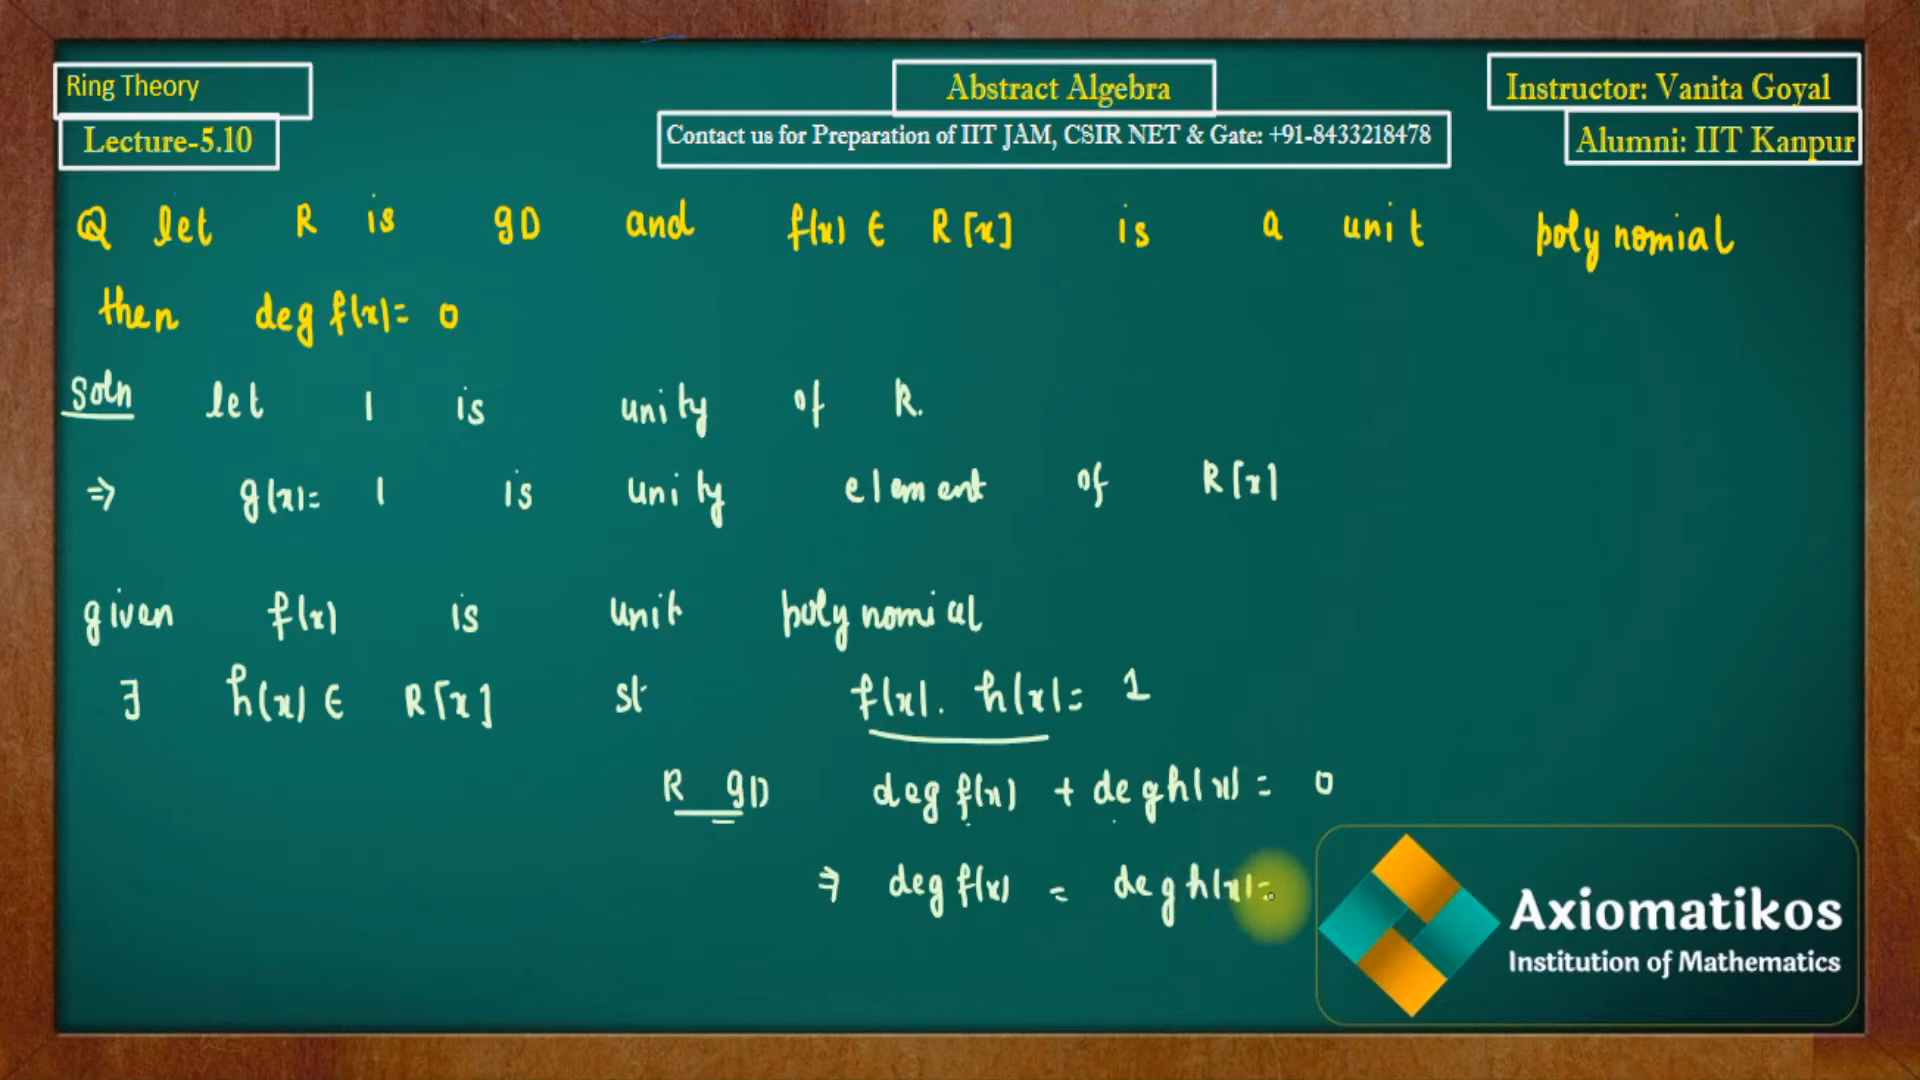 Ring Theory
Abstract Algebra
Instructor: Vanita Goyal
Lecture-5.10
Contact us for Preparation of IIT JAM, CSIR NET & Gate: +91-8433218478
Alumni: IIT Kanpur
Q let R is ID and f(x) ∈ R[x] is a unit polynomial
then deg f(x) = 0
Soln let 1 is unity of R.
⇒ g(x) = 1 is unity element of R[x]
given f(x) is unit polynomial
∃ h(x) ∈ R[x] st f(x). h(x) = 1
R ID deg f(x) + deg h(x) = 0
⇒ deg f(x) = deg h(x) =
Axiomatikos
Institution of Mathematics